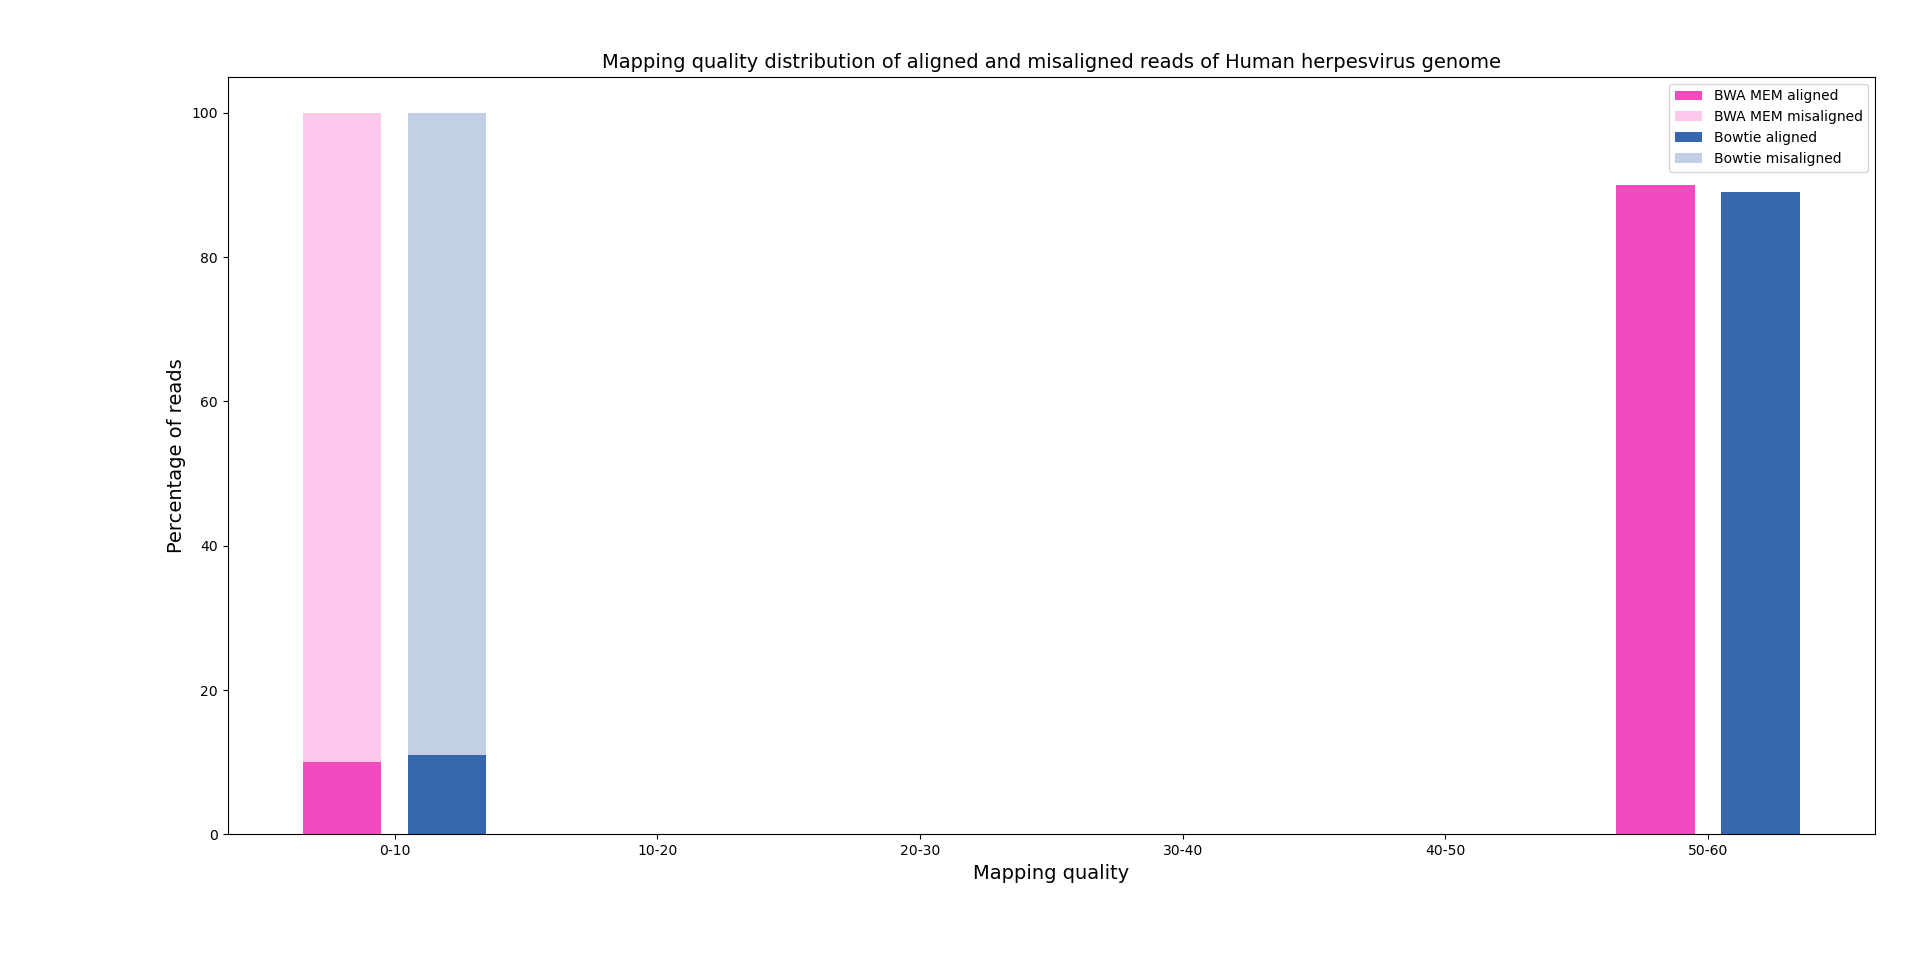 Mapping quality distribution of aligned and misaligned reads of Human herpesvirus genome
BWA MEM aligned
BWA MEM misaligned
Bowtie aligned
Bowtie misaligned
Percentage of reads
100
80
60
40
20
0
0-10
10-20
20-30
30-40
40-50
50-60
Mapping quality